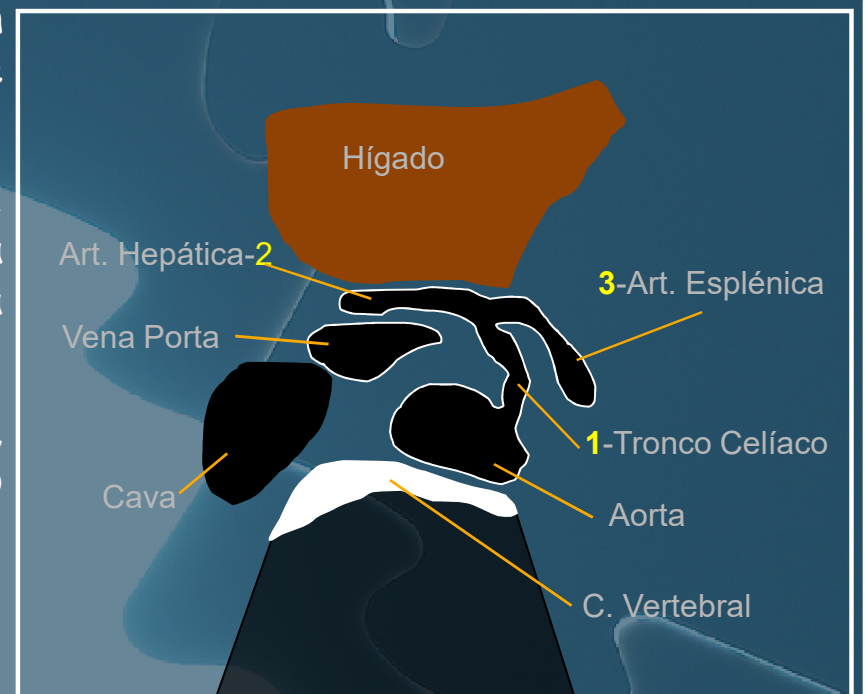 Hígado
Art. Hepática-2
3-Art. Esplénica
Vena Porta
1-Tronco Celíaco
Cava
Aorta
C. Vertebral